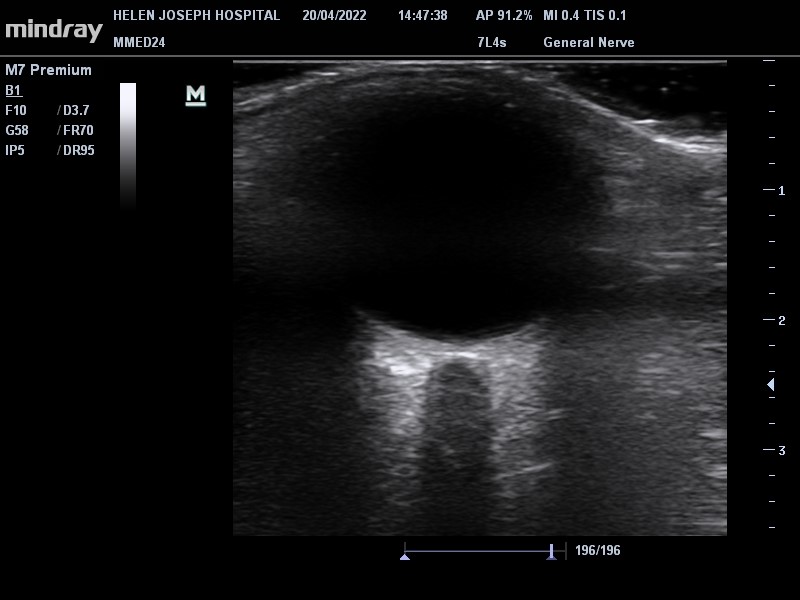 mindray
HELEN JOSEPH HOSPITAL 20/04/2022 14:47:38 AP 91.2% MI 0.4 TIS 0.1
MMED24 7L4s General Nerve
M7 Premium
B1
F10 / D3.7
G58 / FR70
IP5 / DR95
M
1
2
3
196/196